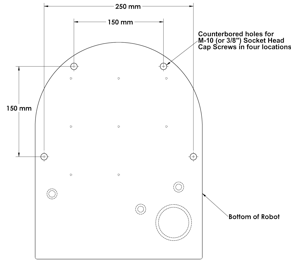 250 mm
150 mm
Counterbored holes for
M-10 (or 3/8") Socket Head
Cap Screws in four locations
150 mm
Bottom of Robot